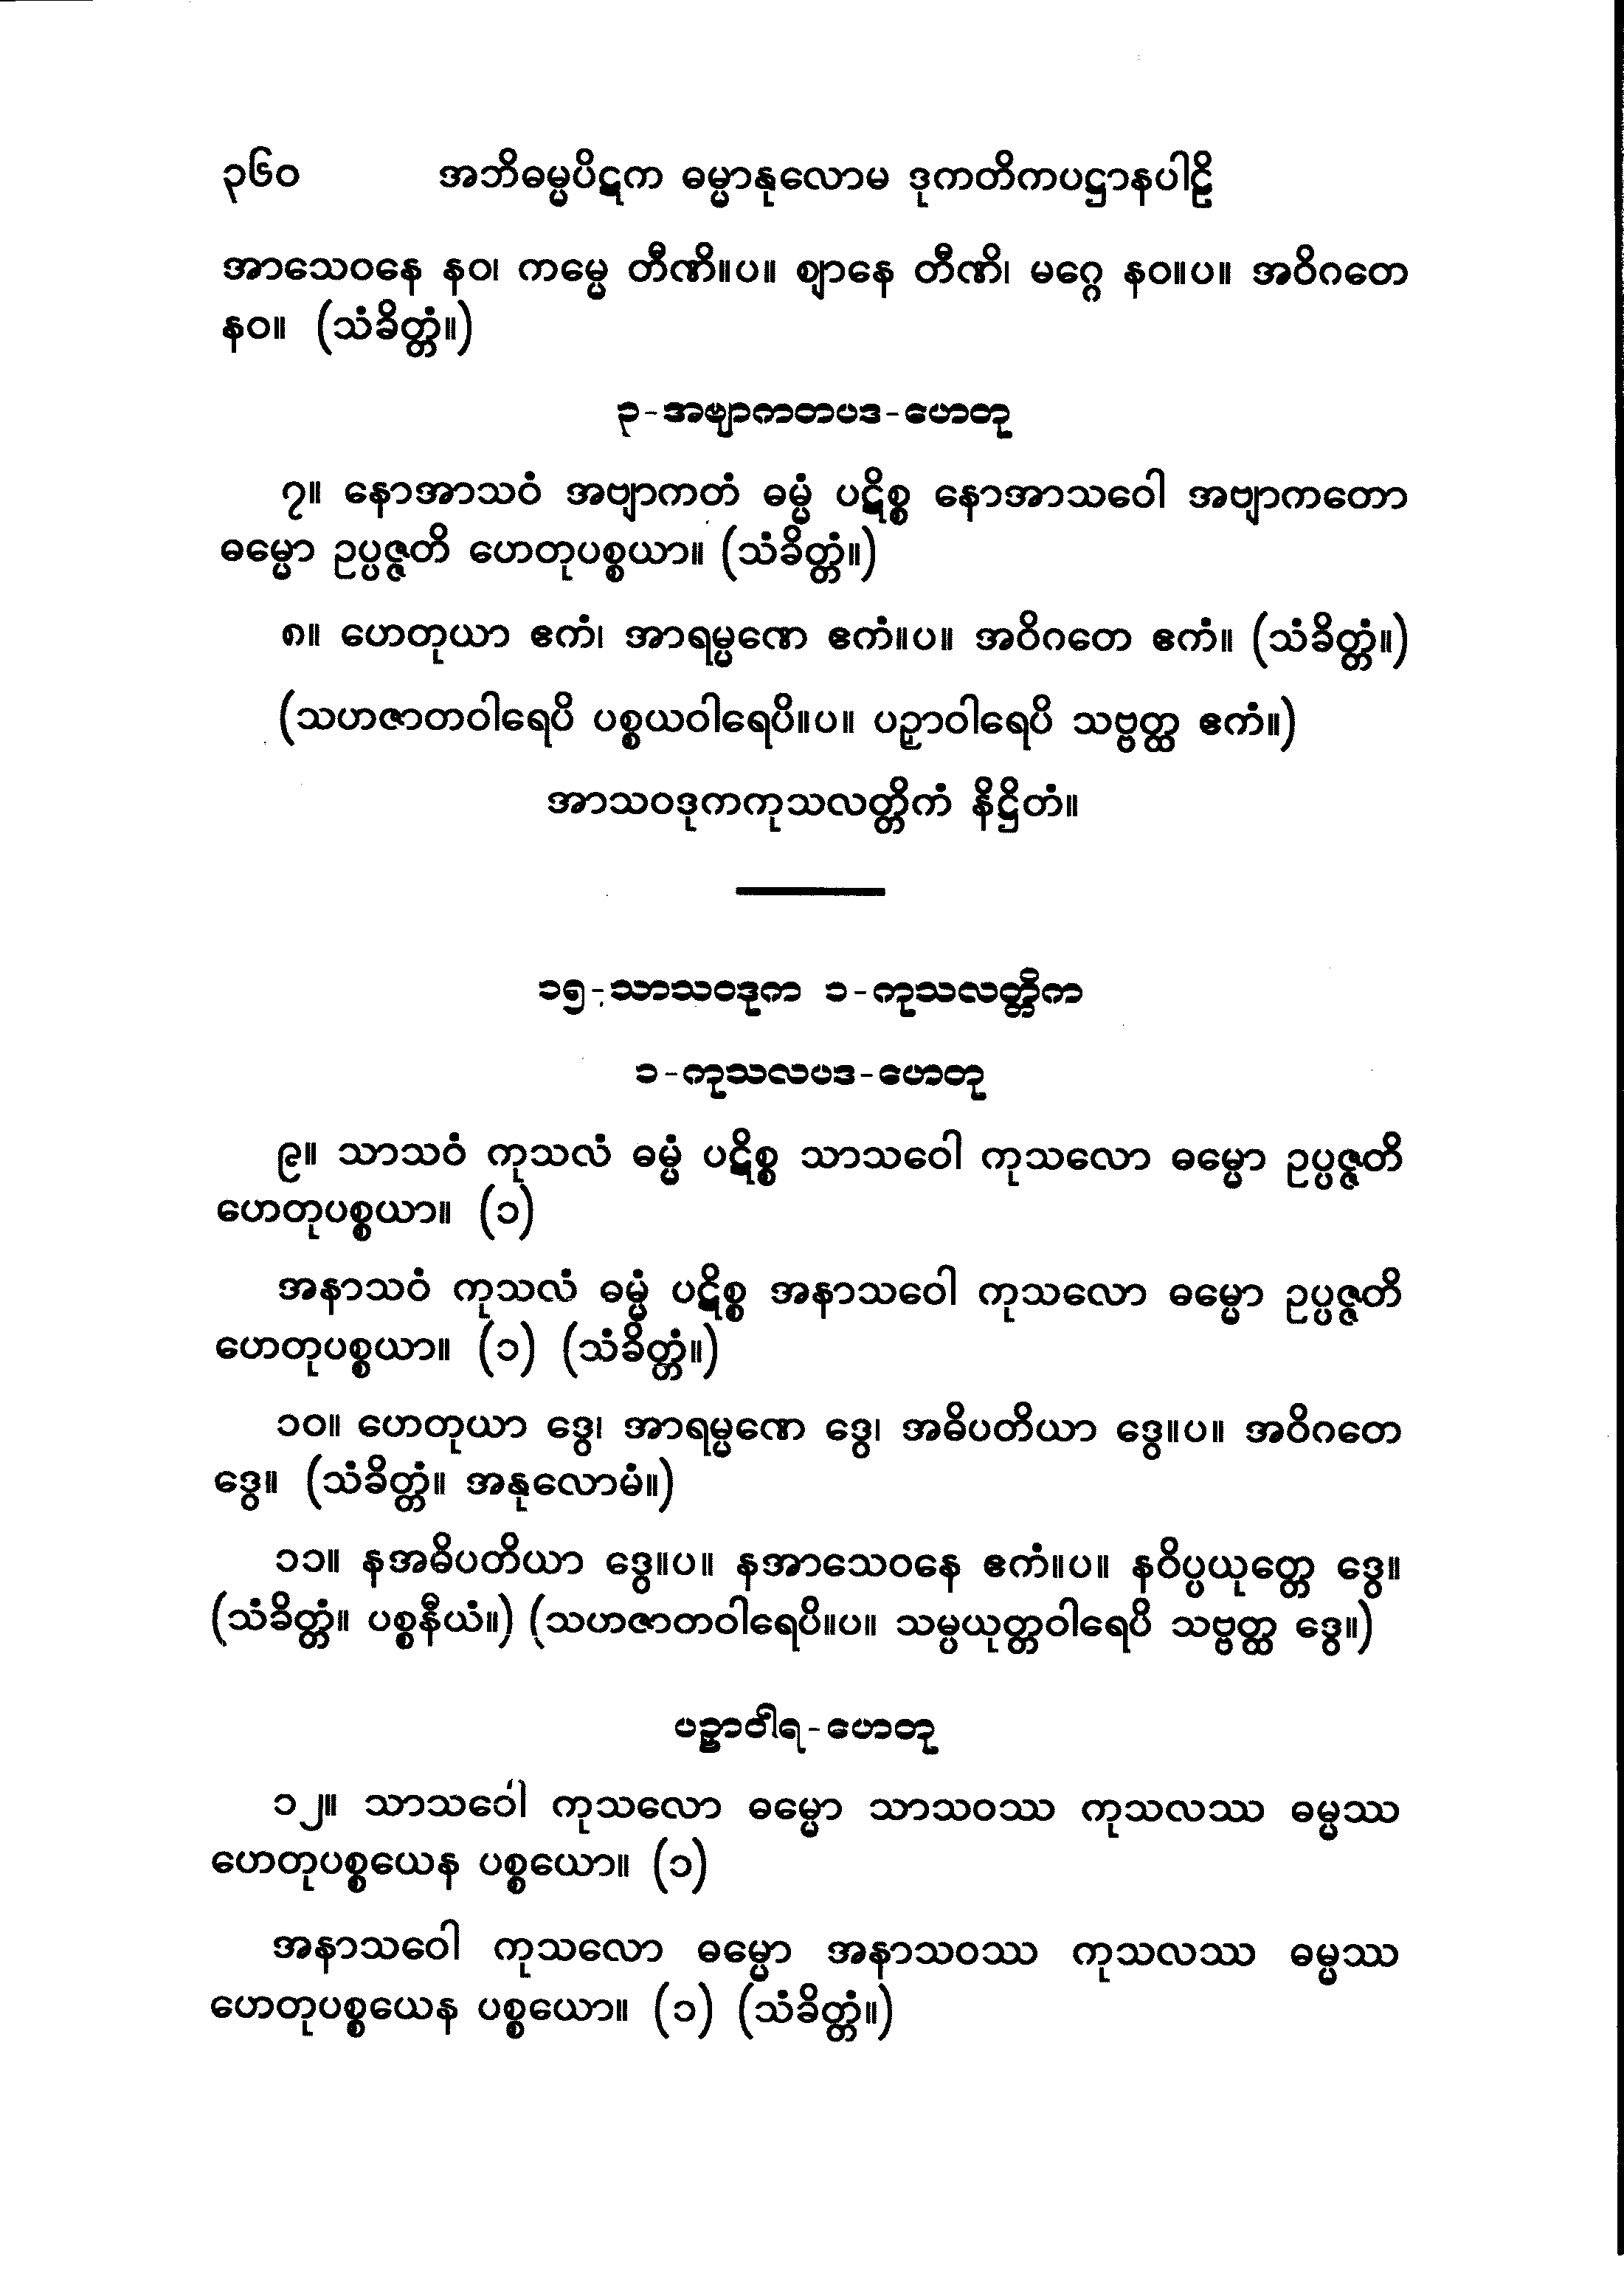 ၃၆၀ အဘိဓမ္မပိဋက ဓမ္မာနုလောမ ဒုကတိကပဋ္ဌာနပါဠိ
အာသေဝနေ နဝ၊ ကမ္မေ တီဏိ။ပ။ ဈာနေ တီဏိ၊ မဂ္ဂေ နဝ။ပ။ အဝိဂတေ
နဝ။ (သံခိတ္တံ။)
၃-အဗျာကတပဒ-ဟေတု
၇။ နောအာသဝံ အဗျာကတံ ဓမ္မံ ပဋိစ္စ နောအာသဝေါ အဗျာကတော
ဓမ္မော ဥပ္ပဇ္ဇတိ ဟေတုပစ္စယာ။ (သံခိတ္တံ။)
၈။ ဟေတုယာ ဧကံ၊ အာရမ္မဏေ ဧကံ။ပ။ အဝိဂတေ ဧကံ။ (သံခိတ္တံ။)
(သဟဇာတဝါရေပိ ပစ္စယဝါရေပိ။ပ။ ပဉှာဝါရေပိ သဗ္ဗတ္ထ ဧကံ။)
အာသဝဒုကကုသလတ္တိကံ နိဋ္ဌိတံ။
၁၅-သာသဝဒုက ၁-ကုသလတ္တိက
၁-ကုသလပဒ-ဟေတု
၉။ သာသဝံ ကုသလံ ဓမ္မံ ပဋိစ္စ သာသဝေါ ကုသလော ဓမ္မော ဥပ္ပဇ္ဇတိ
ဟေတုပစ္စယာ။ (၁)
အနာသဝံ ကုသလံ ဓမ္မံ ပဋိစ္စ အနာသဝေါ ကုသလော ဓမ္မော ဥပ္ပဇ္ဇတိ
ဟေတုပစ္စယာ။ (၁) (သံခိတ္တံ။)
၁၀။ ဟေတုယာ ဒွေ၊ အာရမ္မဏေ ဒွေ၊ အဓိပတိယာ ဒွေ။ပ။ အဝိဂတေ
ဒွေ။ (သံခိတ္တံ။ အနုလောမံ။)
၁၁။ နအဓိပတိယာ ဒွေ။ပ။ နအာသေဝနေ ဧကံ။ပ။ နဝိပ္ပယုတ္တေ ဒွေ။
(သံခိတ္တံ။ ပစ္စနီယံ။) (သဟဇာတဝါရေပိ။ပ။ သမ္ပယုတ္တဝါရေပိ သဗ္ဗတ္ထ ဒွေ။)
ပဉှာဝါရ-ဟေတု
၁၂။ သာသဝေါ ကုသလော ဓမ္မော သာသဝဿ ကုသလဿ ဓမ္မဿ
ဟေတုပစ္စယေန ပစ္စယော။ (၁)
အနာသဝေါ ကုသလော ဓမ္မော အနာသဝဿ ကုသလဿ ဓမ္မဿ
ဟေတုပစ္စယေန ပစ္စယော။ (၁) (သံခိတ္တံ။)